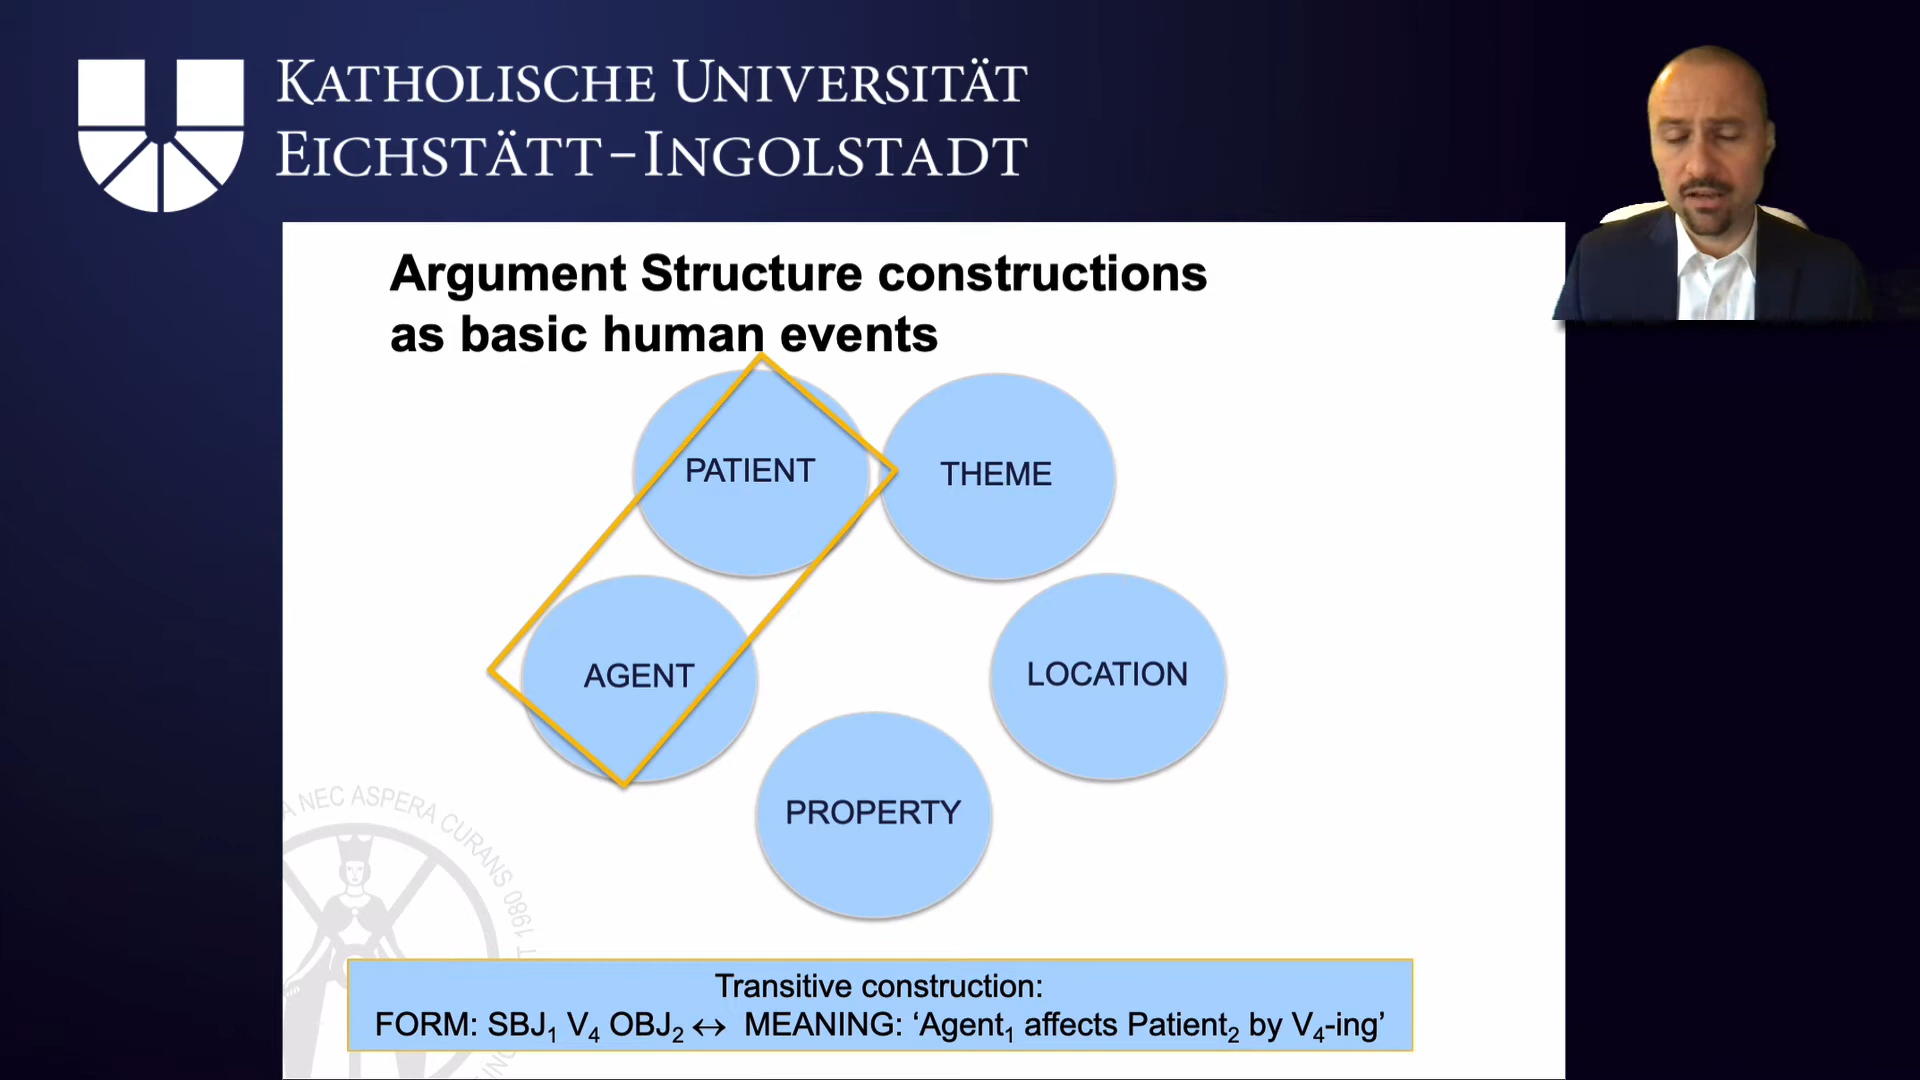 KATHOLISCHE UNIVERSITÄT
EICHSTÄTT-INGOLSTADT
Argument Structure constructions
as basic human events
PATIENT
THEME
AGENT
LOCATION
PROPERTY
NEC ASPERA CURANS 1980
Transitive construction:
FORM: SBJ₁ V₄ OBJ₂ ↔ MEANING: ‘Agent₁ affects Patient₂ by V₄-ing’